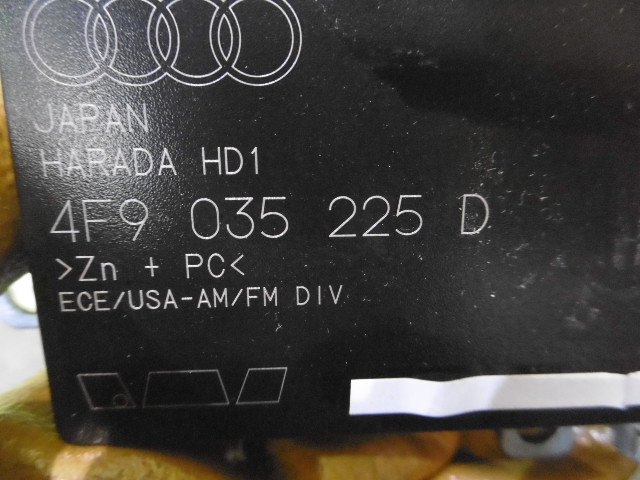 JAPAN
HARADA HD1
4F9 035 225 D
>Zn + PC<
ECE/USA-AM/FM DIV